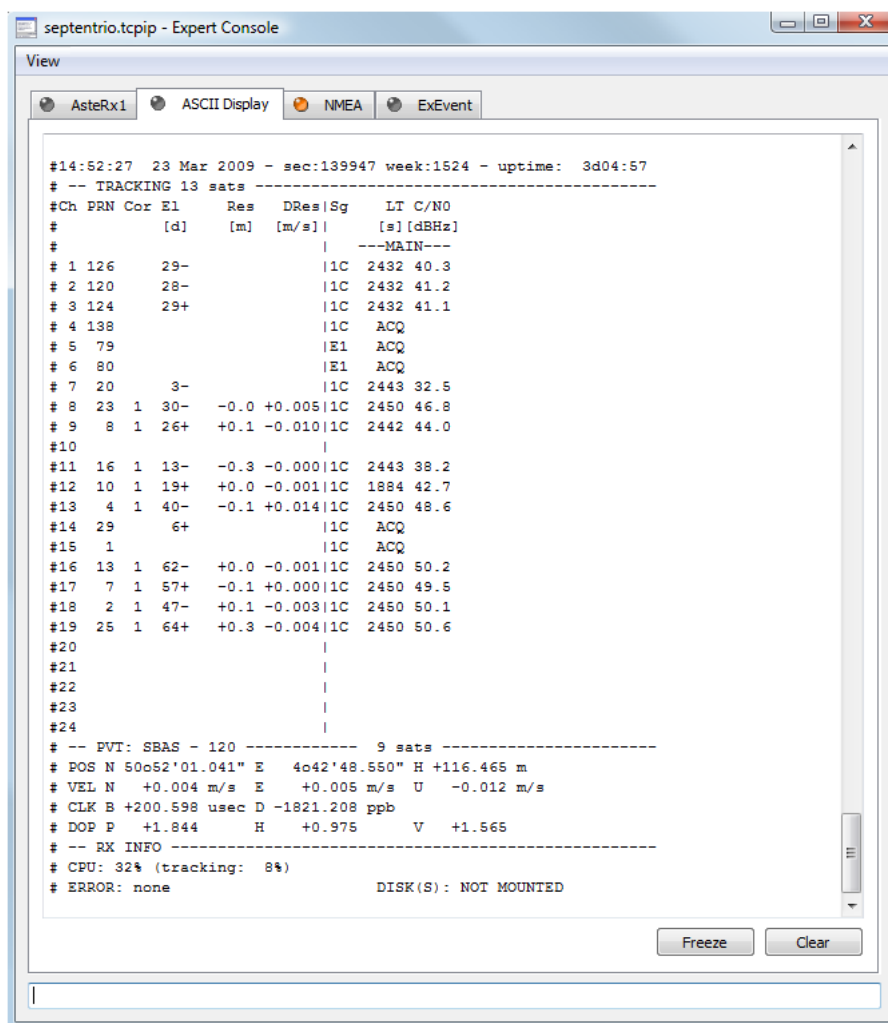 septentrio.tcpip - Expert Console
View
AsteRx1 ASCII Display NMEA ExEvent
#14:52:27  23 Mar 2009 - sec:139947 week:1524 - uptime:  3d04:57
# -- TRACKING 13 sats -------------------------------------------
#Ch PRN Cor El     Res   DRes|Sg    LT C/N0
#           [d]    [m]  [m/s]|     [s][dBHz]
#                            |   ---MAIN---
# 1 126     29-              |1C  2432 40.3
# 2 120     28-              |1C  2432 41.2
# 3 124     29+              |1C  2432 41.1
# 4 138                      |1C   ACQ
# 5  79                      |E1   ACQ
# 6  80                      |E1   ACQ
# 7  20      3-              |1C  2443 32.5
# 8  23  1  30-   -0.0 +0.005|1C  2450 46.8
# 9   8  1  26+   +0.1 -0.010|1C  2442 44.0
#10                          |
#11  16  1  13-   -0.3 -0.000|1C  2443 38.2
#12  10  1  19+   +0.0 -0.001|1C  1884 42.7
#13   4  1  40-   -0.1 +0.014|1C  2450 48.6
#14  29      6+              |1C   ACQ
#15   1                      |1C   ACQ
#16  13  1  62-   +0.0 -0.001|1C  2450 50.2
#17   7  1  57+   -0.1 +0.000|1C  2450 49.5
#18   2  1  47-   +0.1 -0.003|1C  2450 50.1
#19  25  1  64+   +0.3 -0.004|1C  2450 50.6
#20                          |
#21                          |
#22                          |
#23                          |
#24                          |
# -- PVT: SBAS - 120 ------------  9 sats -----------------------
# POS N 50o52'01.041" E   4o42'48.550" H +116.465 m
# VEL N   +0.004 m/s  E    +0.005 m/s  U   -0.012 m/s
# CLK B +200.598 usec D -1821.208 ppb
# DOP P   +1.844      H    +0.975      V   +1.565
# -- RX INFO ----------------------------------------------------
# CPU: 32% (tracking:  8%)
# ERROR: none                      DISK(S): NOT MOUNTED
Freeze Clear